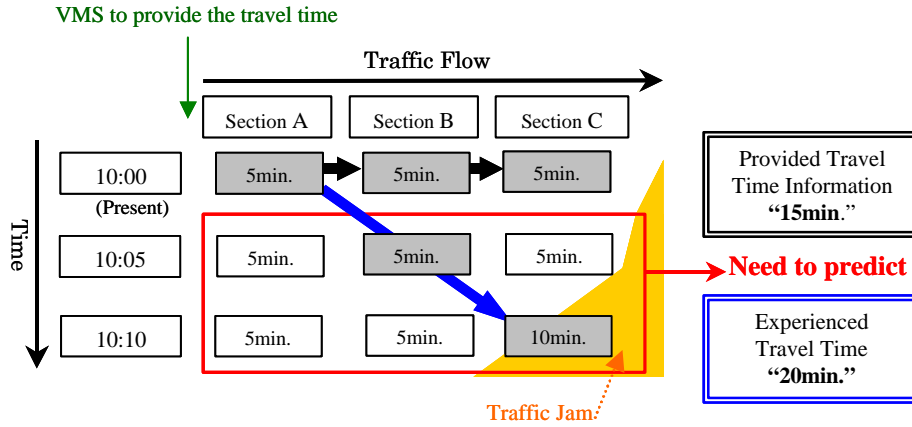 VMS to provide the travel time
Traffic Flow
Section A
Section B
Section C
Time
10:00
(Present)
5min.
5min.
5min.
10:05
5min.
5min.
5min.
10:10
5min.
5min.
10min.
Traffic Jam
Provided Travel
Time Information
“15min.”
Need to predict
Experienced
Travel Time
“20min.”